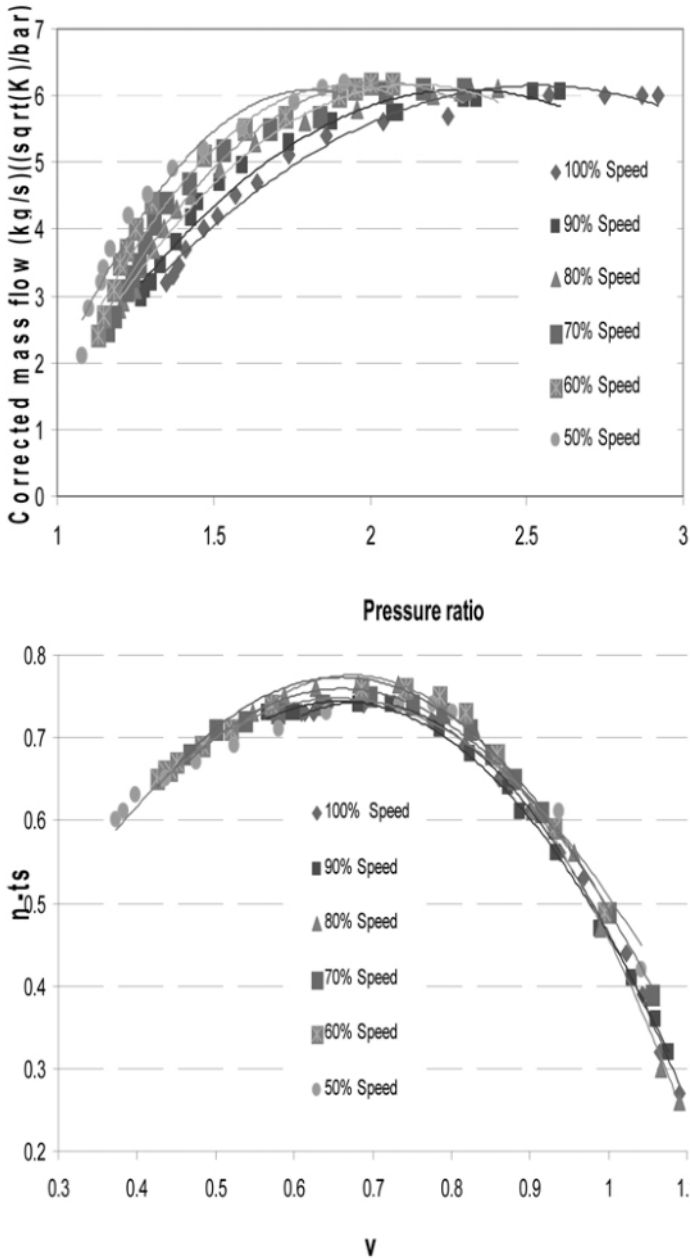 Corrected mass flow (kg/s)((sqrt(K)/bar)
7
6
5
4
3
2
1
0
100% Speed
90% Speed
80% Speed
70% Speed
60% Speed
50% Speed
1 1.5 2 2.5 3
Pressure ratio
η-ts
0.8
0.7
0.6
0.5
0.4
0.3
0.2
100% Speed
90% Speed
80% Speed
70% Speed
60% Speed
50% Speed
0.3 0.4 0.5 0.6 0.7 0.8 0.9 1 1.
v